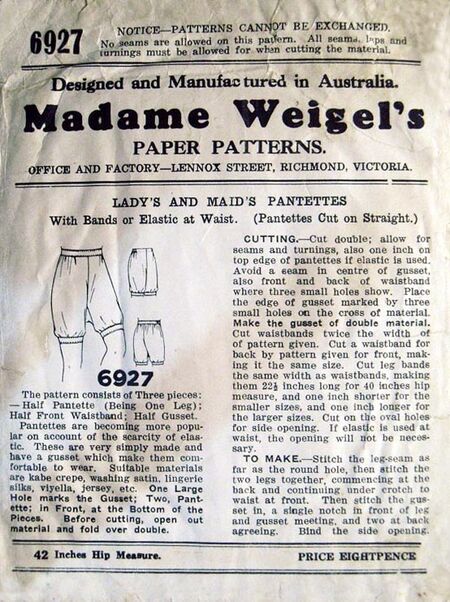 6927
NOTICE—PATTERNS CANNOT BE EXCHANGED.
No seams are allowed on this pattern. All seams, laps and
turnings must be allowed for when cutting the material.
Designed and Manufactured in Australia.
Madame Weigel's
PAPER PATTERNS.
OFFICE AND FACTORY—LENNOX STREET, RICHMOND, VICTORIA.
LADY'S AND MAID'S PANTETTES
With Bands or Elastic at Waist. (Pantettes Cut on Straight.)
6927
The pattern consists of Three pieces:
—Half Pantette (Being One Leg);
Half Front Waistband; Half Gusset.
Pantettes are becoming more popu-
lar on account of the scarcity of elas-
tic. These are very simply made and
have a gusset which make them com-
fortable to wear. Suitable materials
are kabe crepe, washing satin, lingerie
silks, viyella, jersey, etc. One Large
Hole marks the Gusset; Two, Pant-
ette; in Front, at the Bottom of the
Pieces. Before cutting, open out
material and fold over double.
CUTTING.—Cut double; allow for
seams and turnings, also one inch on
top edge of pantettes if elastic is used.
Avoid a seam in centre of gusset,
also front and back of waistband
where three small holes show. Place
the edge of gusset marked by three
small holes on the cross of material.
Make the gusset of double material.
Cut waistbands twice the width of
of pattern given. Cut a waistband for
back by pattern given for front, mak-
ing it the same size. Cut leg bands
the same width as waistbands, making
them 22½ inches long for 40 inches hip
measure, and one inch shorter for the
smaller sizes, and one inch longer for
the larger sizes. Cut on the oval holes
for side opening. If elastic is used at
waist, the opening will not be neces-
sary.
TO MAKE.—Stitch the leg-seam as
far as the round hole, then stitch the
two legs together, commencing at the
back and continuing under crotch to
waist at front. Then stitch the gus-
set in, a single notch in front of leg
and gusset meeting, and two at back
agreeing. Bind the side opening.
42 Inches Hip Measure.
PRICE EIGHTPENCE